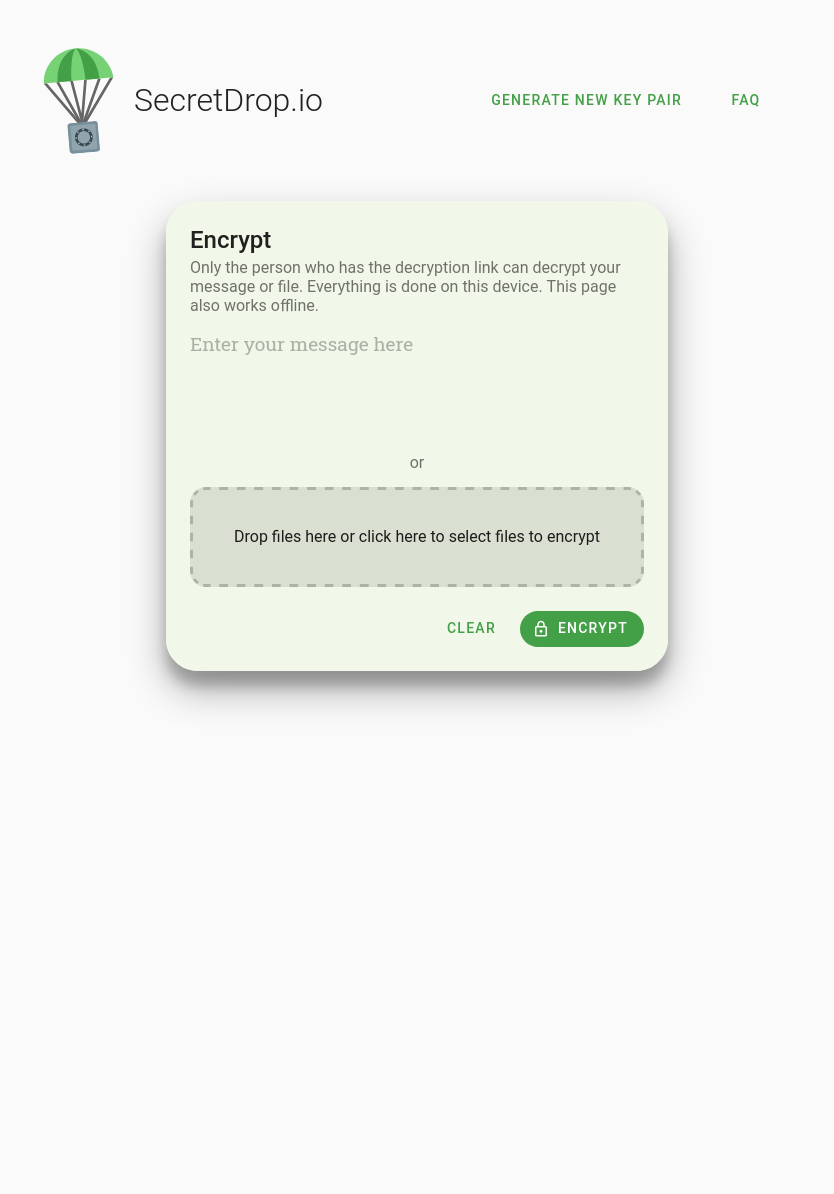 SecretDrop.io
GENERATE NEW KEY PAIR
FAQ
Encrypt
Only the person who has the decryption link can decrypt your
message or file. Everything is done on this device. This page
also works offline.
Enter your message here
or
Drop files here or click here to select files to encrypt
CLEAR
ENCRYPT